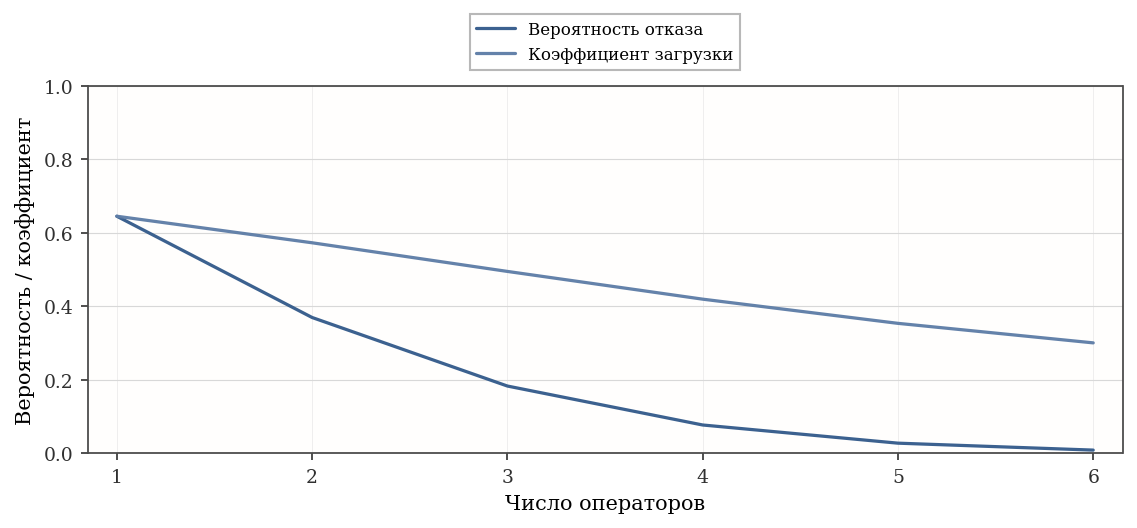 Вероятность отказа
Коэффициент загрузки
Вероятность / коэффициент
1.0
0.8
0.6
0.4
0.2
0.0
1 2 3 4 5 6
Число операторов